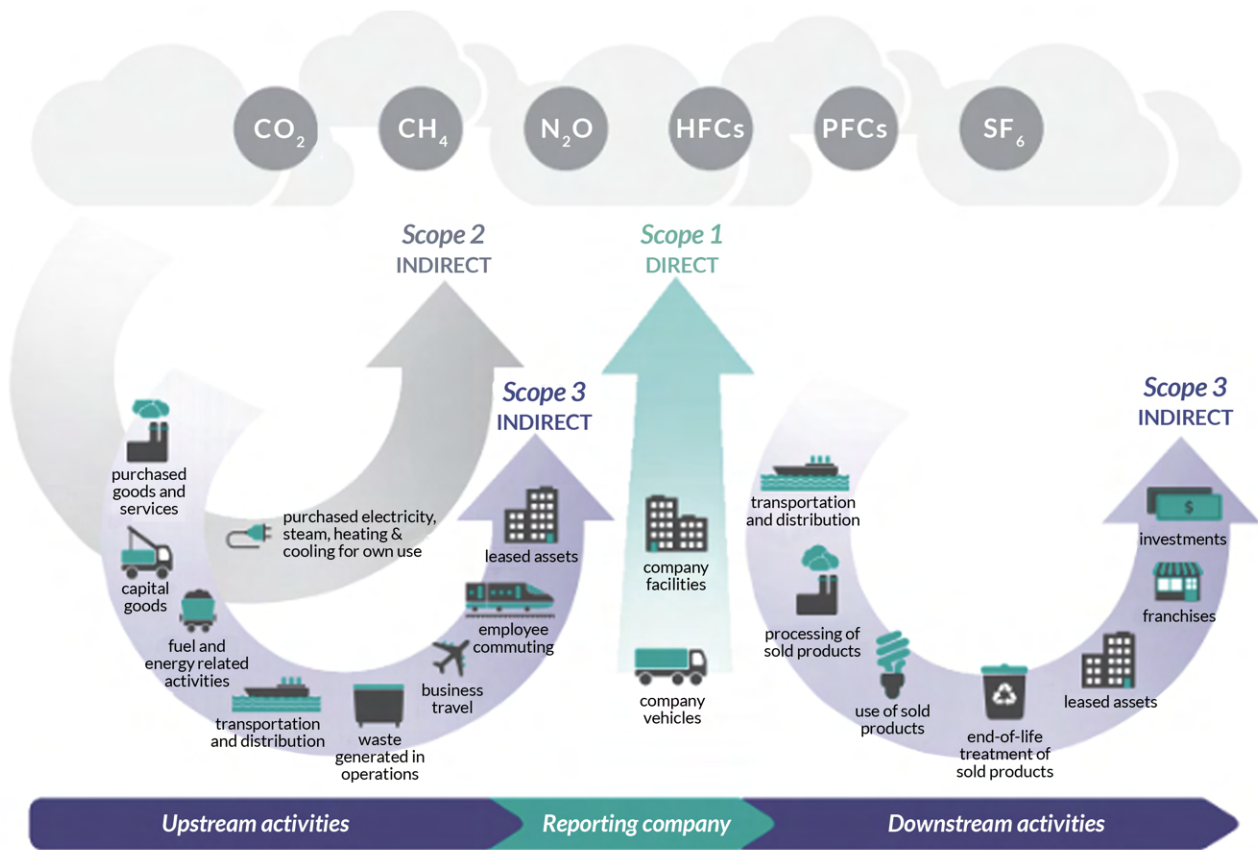 CO₂
CH₄
N₂O
HFCs
PFCs
SF₆
Scope 2
INDIRECT
Scope 1
DIRECT
Scope 3
INDIRECT
Scope 3
INDIRECT
purchased
goods and
services
capital
goods
fuel and
energy related
activities
transportation
and distribution
waste
generated in
operations
business
travel
employee
commuting
leased assets
purchased electricity,
steam, heating &
cooling for own use
company
facilities
company
vehicles
transportation
and distribution
processing of
sold products
use of sold
products
end-of-life
treatment of
sold products
leased assets
franchises
$
investments
Upstream activities
Reporting company
Downstream activities